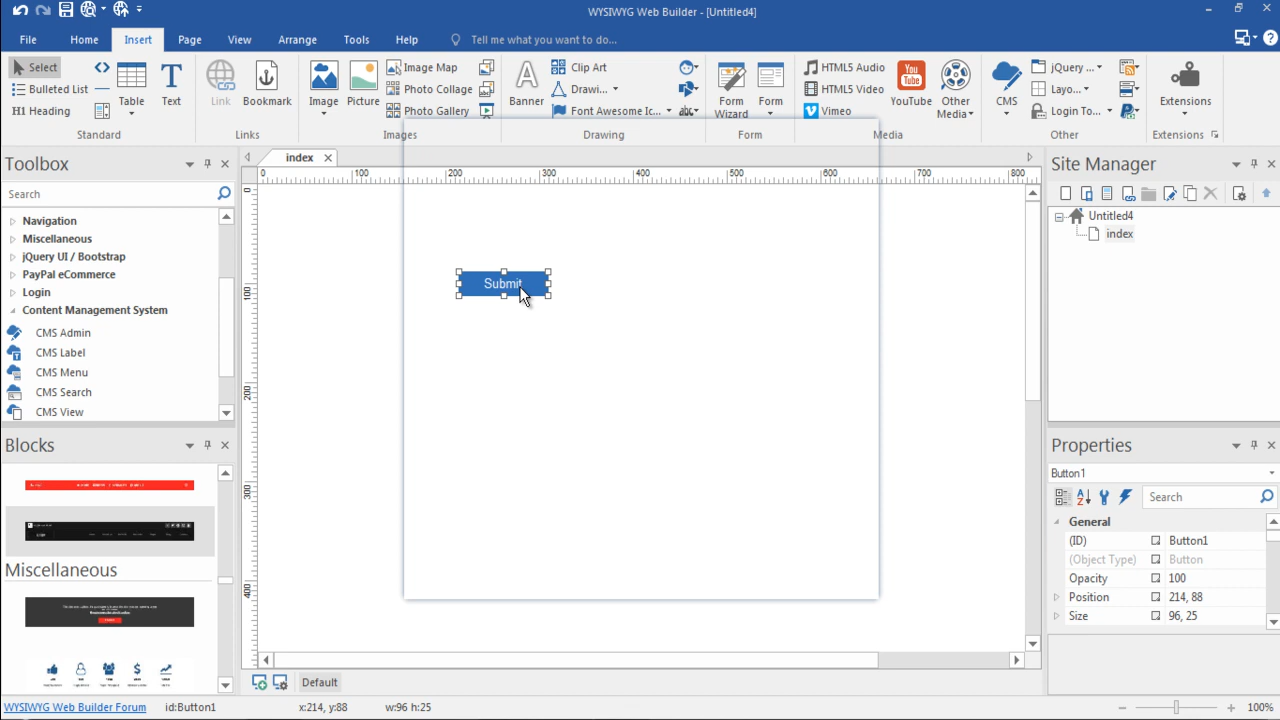 WYSIWYG Web Builder - [Untitled4]
File Home Insert Page View Arrange Tools Help Tell me what you want to do...
Select
Bulleted List
Heading
Table
Text
Standard
Link
Bookmark
Links
Image
Picture
Image Map
Photo Collage
Photo Gallery
Images
Banner
Clip Art
Drawi...
Font Awesome Ic...
Drawing
Form Wizard
Form
Form
HTML5 Audio
HTML5 Video
Vimeo
YouTube
Other Media
Media
CMS
jQuery ...
Layo...
Login To...
Other
Extensions
Extensions
Toolbox
Search
Navigation
Miscellaneous
jQuery UI / Bootstrap
PayPal eCommerce
Login
Content Management System
CMS Admin
CMS Label
CMS Menu
CMS Search
CMS View
Blocks
Miscellaneous
index
0 100 200 300 400 500 600 700 800
0
100
200
300
400
Submit
Default
Site Manager
Untitled4
index
Properties
Button1
Search
General
(ID) Button1
(Object Type) Button
Opacity 100
Position 214, 88
Size 96, 25
WYSIWYG Web Builder Forum id:Button1 x:214, y:88 w:96 h:25 100%